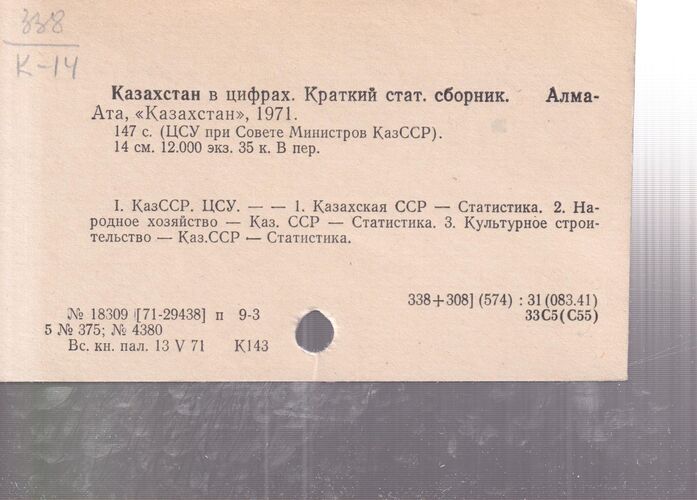 338
К-14
Казахстан в цифрах. Краткий стат. сборник. Алма-
Ата, «Казахстан», 1971.
147 с. (ЦСУ при Совете Министров КазССР).
14 см. 12.000 экз. 35 к. В пер.
I. КазССР. ЦСУ. — — 1. Казахская ССР — Статистика. 2. На-
родное хозяйство — Каз. ССР — Статистика. 3. Культурное строи-
тельство — Каз.ССР — Статистика.
338+308] (574) : 31 (083.41)
33С5(С55)
№ 18309 [71-29438] п 9-3
5 № 375; № 4380
Вс. кн. пал. 13 V 71 К143